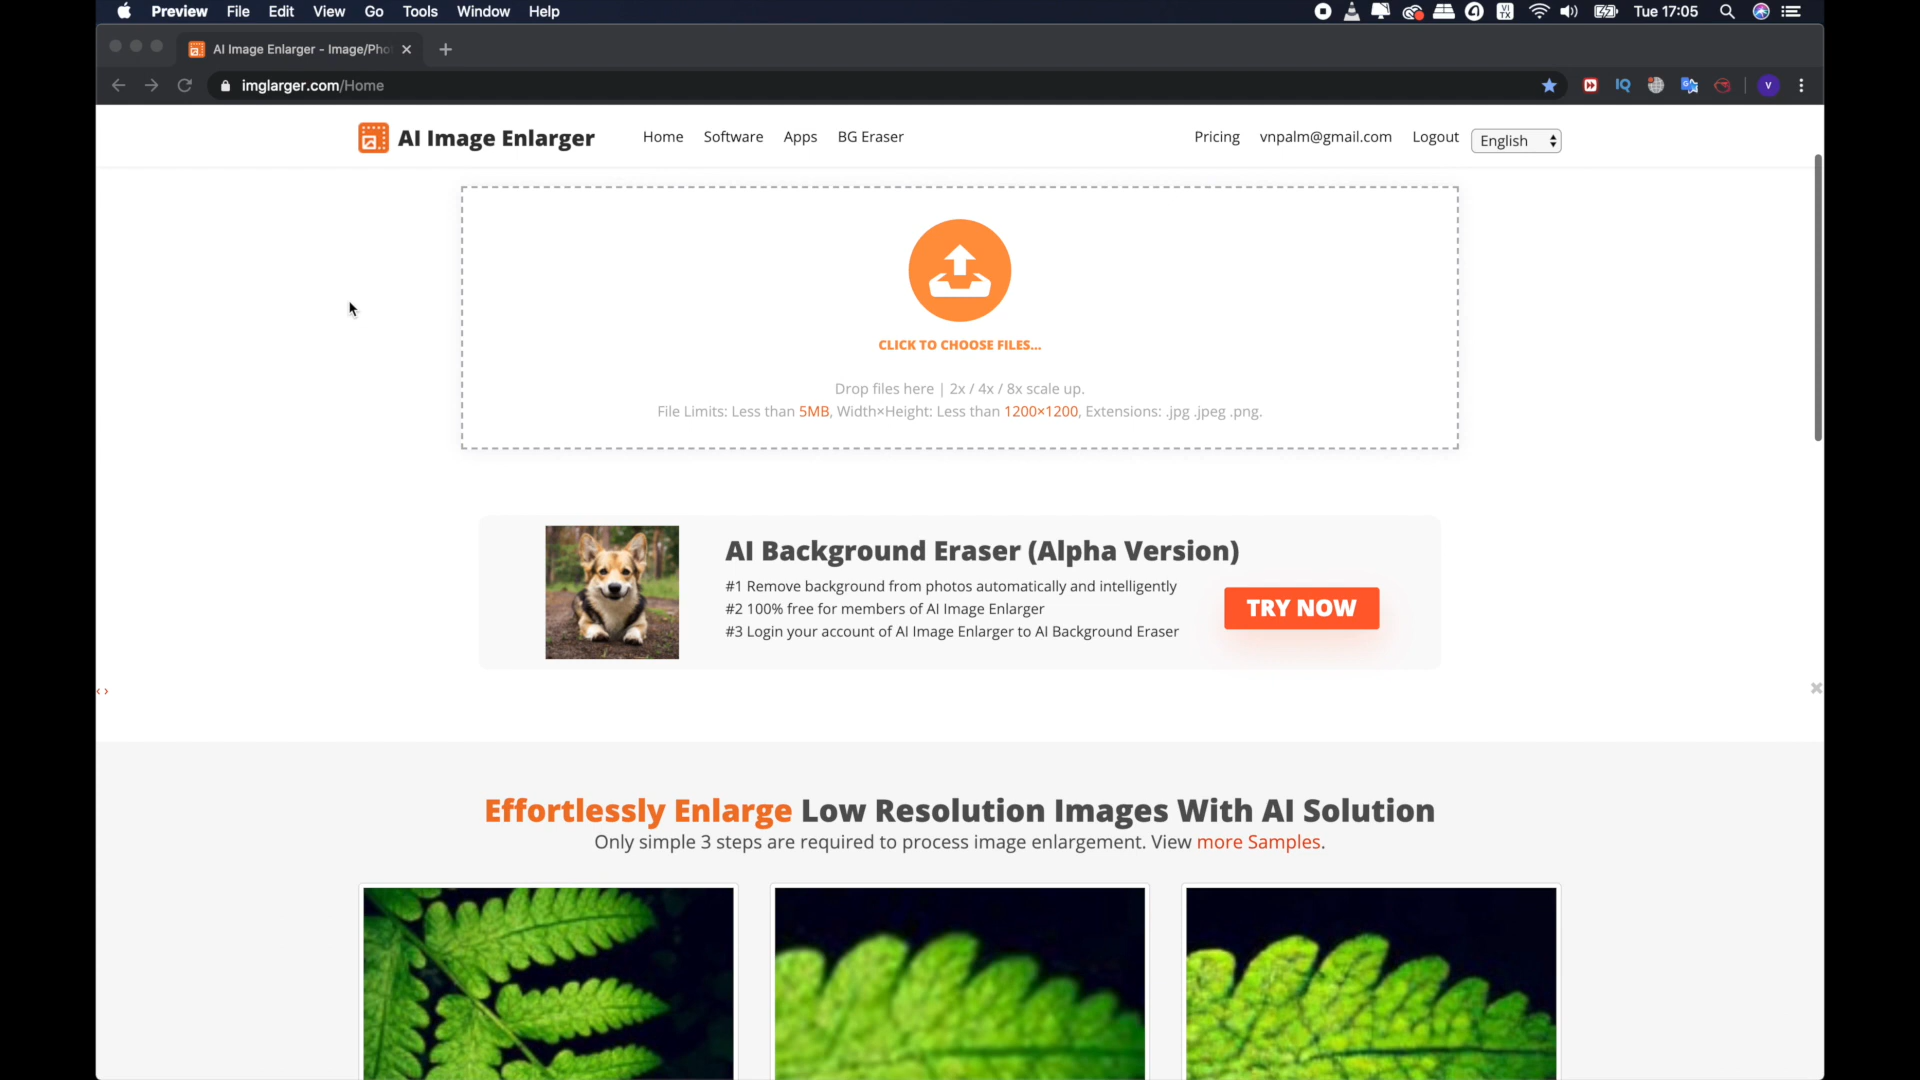 Preview File Edit View Go Tools Window Help
VI
TX
Tue 17:05
AI Image Enlarger - Image/Pho
imglarger.com/Home
IQ
V
AI Image Enlarger
Home Software Apps BG Eraser
Pricing vnpalm@gmail.com Logout English
CLICK TO CHOOSE FILES...
Drop files here | 2x / 4x / 8x scale up.
File Limits: Less than 5MB, Width×Height: Less than 1200×1200, Extensions: .jpg .jpeg .png.
AI Background Eraser (Alpha Version)
#1 Remove background from photos automatically and intelligently
#2 100% free for members of AI Image Enlarger
#3 Login your account of AI Image Enlarger to AI Background Eraser
TRY NOW
Effortlessly Enlarge Low Resolution Images With AI Solution
Only simple 3 steps are required to process image enlargement. View more Samples.